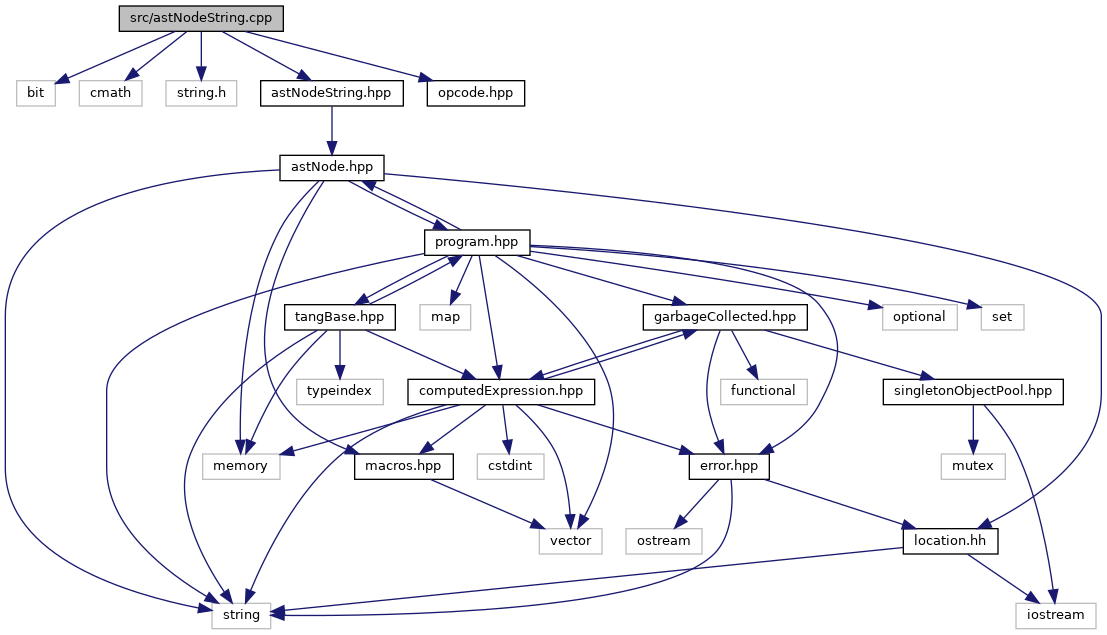 src/astNodeString.cpp
bit
cmath
string.h
astNodeString.hpp
opcode.hpp
astNode.hpp
program.hpp
tangBase.hpp
map
garbageCollected.hpp
optional
set
typeindex
computedExpression.hpp
functional
singletonObjectPool.hpp
memory
macros.hpp
cstdint
error.hpp
mutex
vector
ostream
location.hh
string
iostream